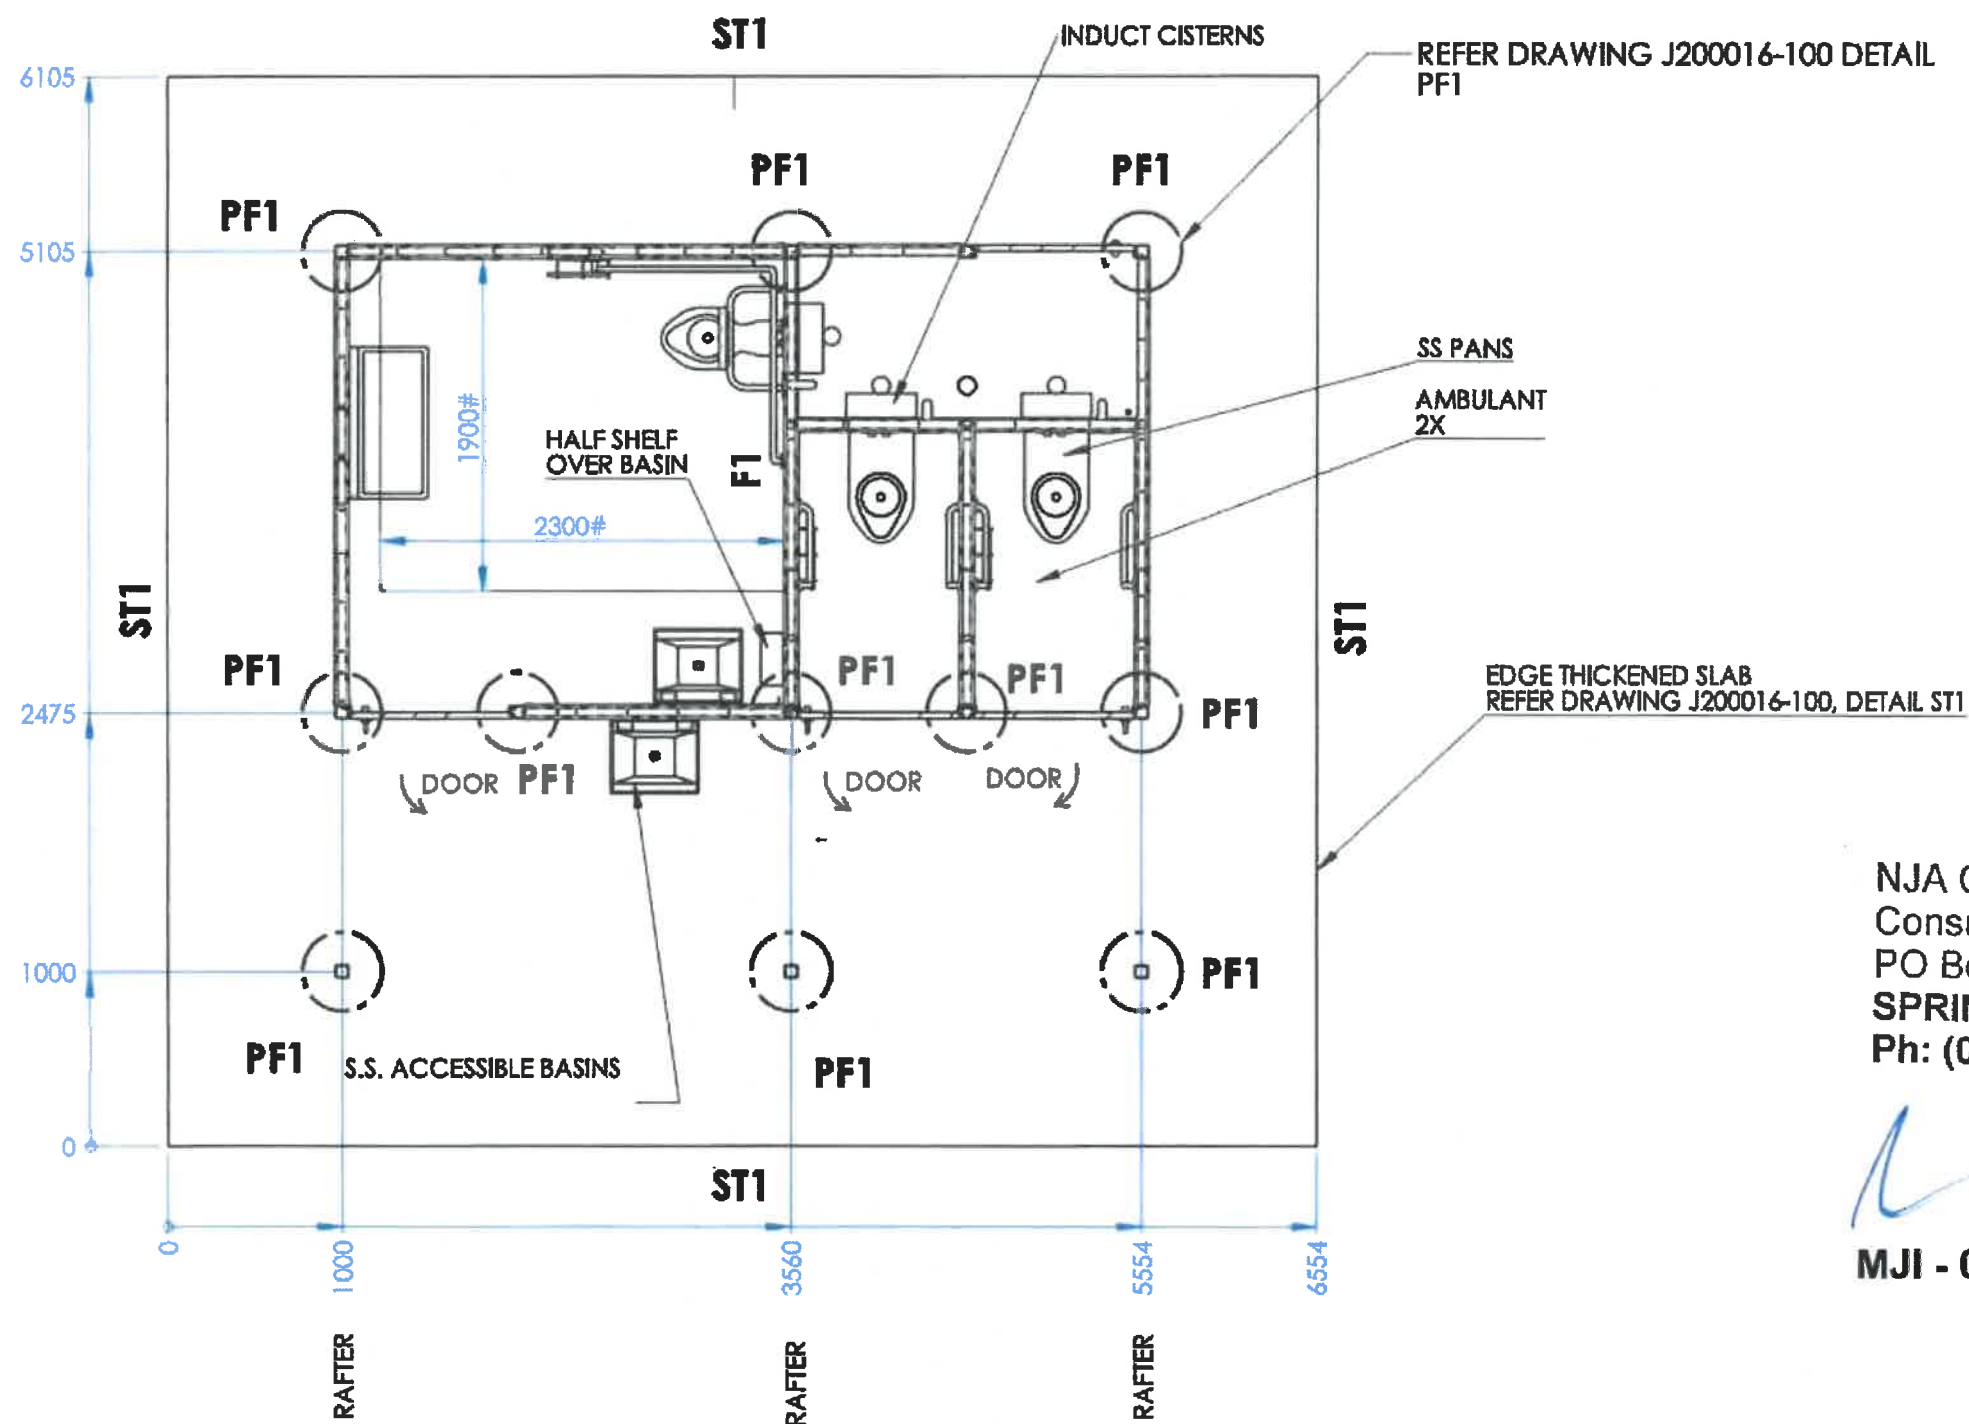 ST1
INDUCT CISTERNS
REFER DRAWING J200016-100 DETAIL
PF1
6105
PF1
PF1
PF1
5105
SS PANS
AMBULANT
2X
1900#
HALF SHELF
OVER BASIN
F1
2300#
ST1
ST1
PF1
PF1
PF1
EDGE THICKENED SLAB
REFER DRAWING J200016-100, DETAIL ST1
2475
PF1
DOOR
PF1
DOOR
DOOR
NJA
PO
1000
PF1
PF1
S.S. ACCESSIBLE BASINS
PF1
Ph: (0
0
ST1
MJI -
0
1000
3560
5554
6554
RAFTER
RAFTER
RAFTER